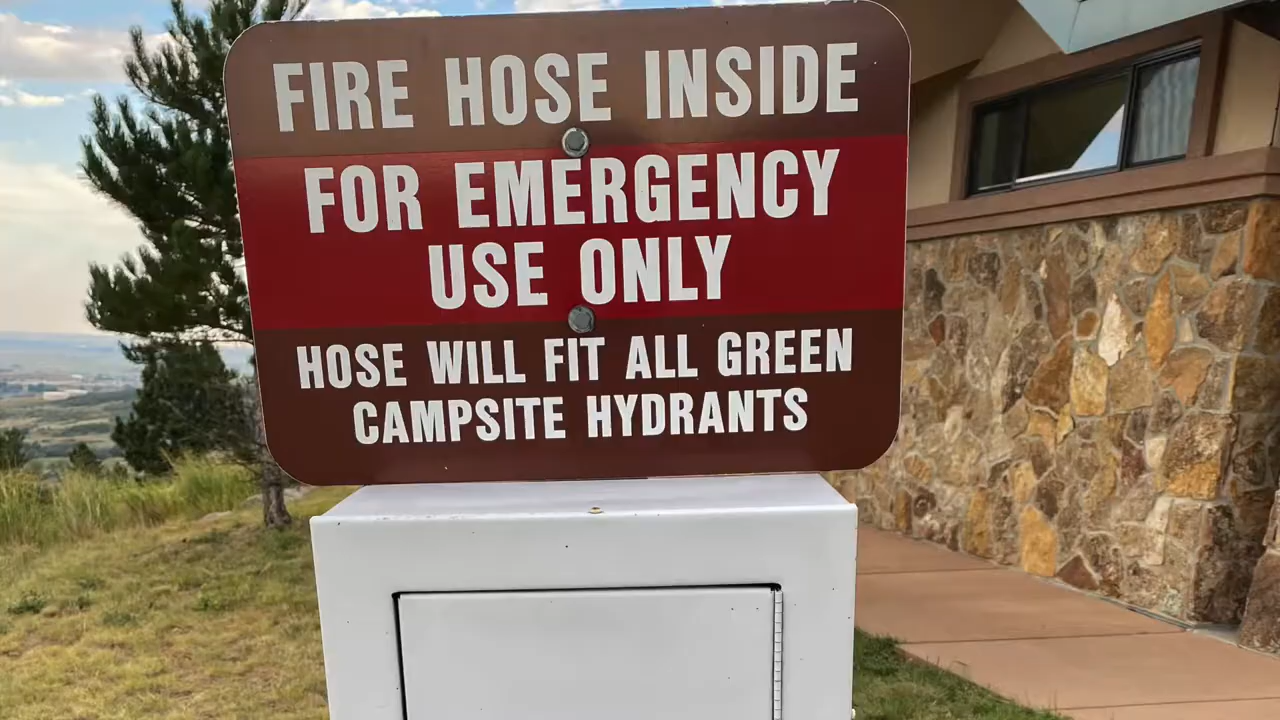 FIRE HOSE INSIDE
FOR EMERGENCY
USE ONLY
HOSE WILL FIT ALL GREEN
CAMPSITE HYDRANTS